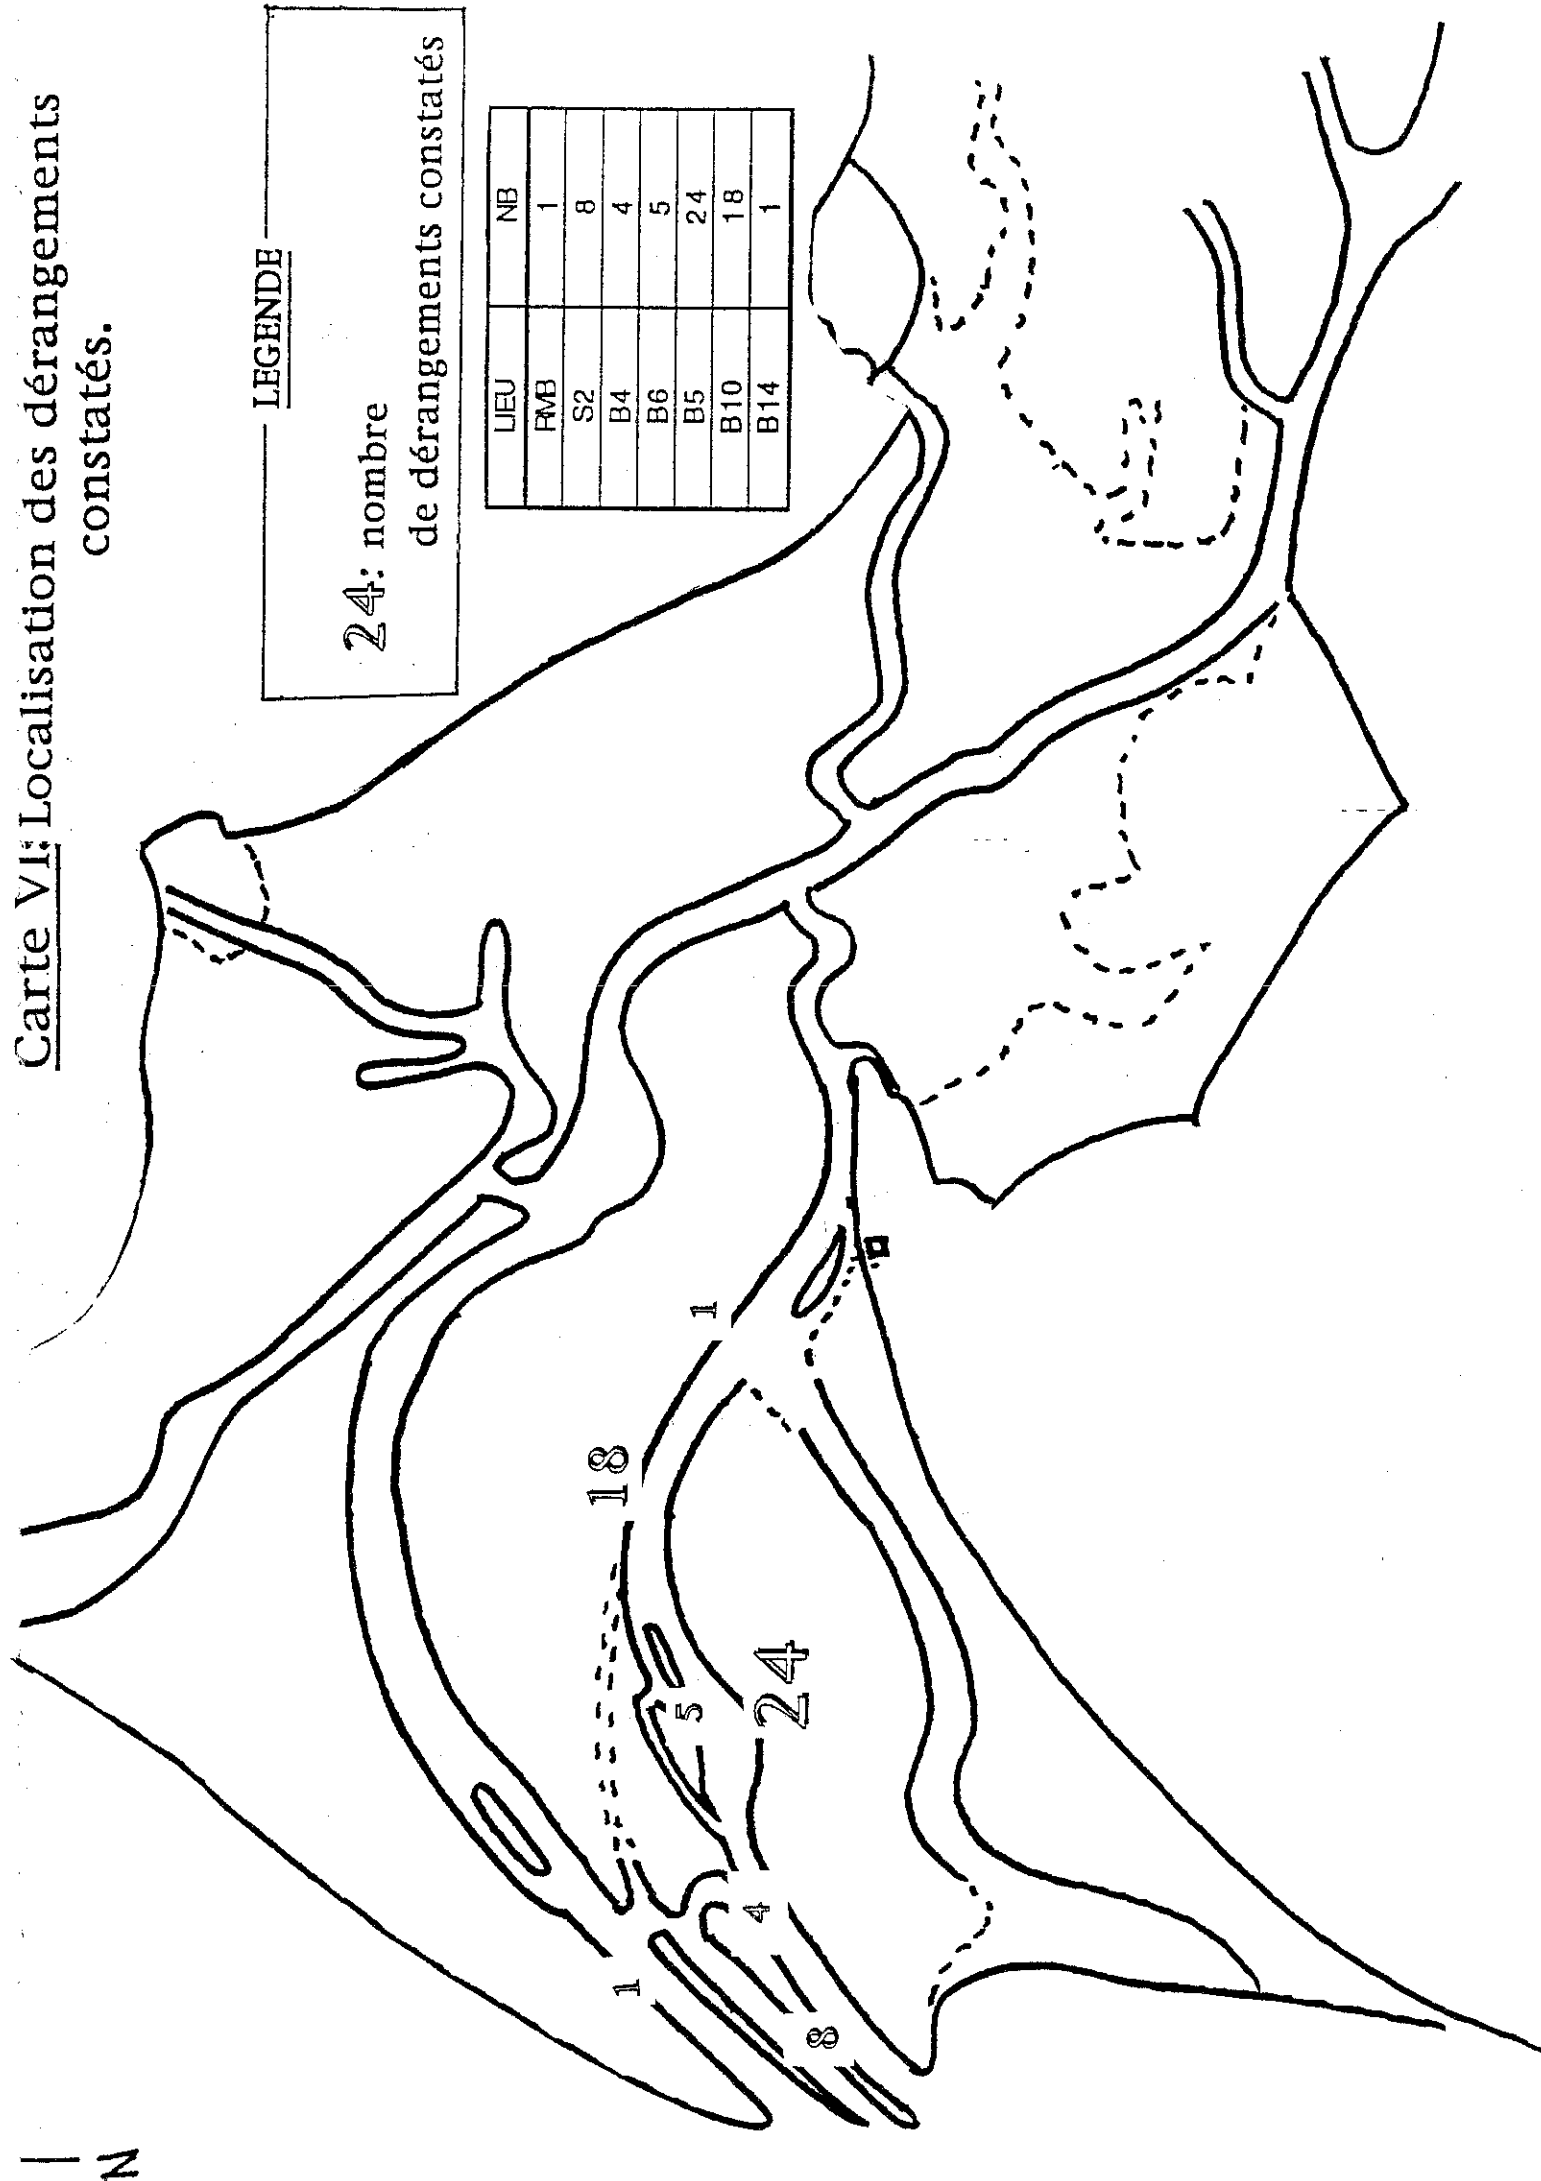 Carte VI: Localisation des dérangements
constatés.
LEGENDE
24: nombre
de dérangements constatés
LIEU NB
RMB 1
S2 8
B4 4
B6 5
B5 24
B10 18
B14 1
1
18
1
5
24
4
8
N